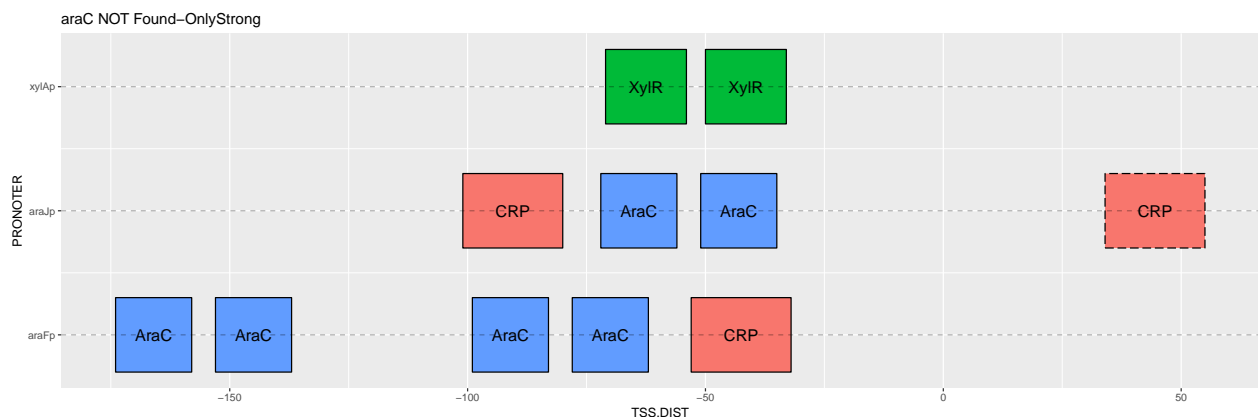 araC NOT Found−OnlyStrong
xylAp
XylR XylR
PRONOTER
araJp
CRP AraC AraC CRP
araFp
AraC AraC AraC AraC CRP
−150 −100 −50 0 50
TSS.DIST